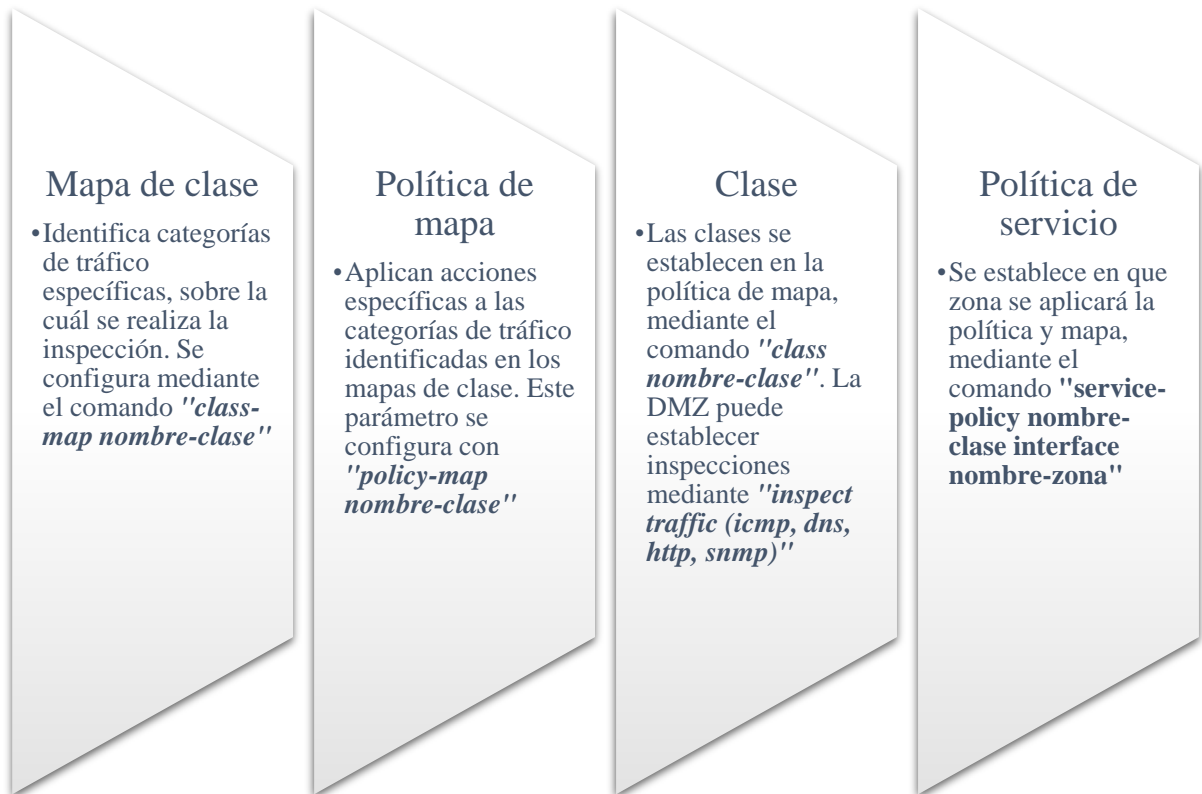 Mapa de clase
•Identifica categorías
de tráfico
específicas, sobre la
cuál se realiza la
inspección. Se
configura mediante
el comando "class-
map nombre-clase"
Política de
mapa
•Aplican acciones
específicas a las
categorías de tráfico
identificadas en los
mapas de clase. Este
parámetro se
configura con
"policy-map
nombre-clase"
Clase
•Las clases se
establecen en la
política de mapa,
mediante el
comando "class
nombre-clase". La
DMZ puede
establecer
inspecciones
mediante "inspect
traffic (icmp, dns,
http, snmp)"
Política de
servicio
•Se establece en que
zona se aplicará la
política y mapa,
mediante el
comando "service-
policy nombre-
clase interface
nombre-zona"